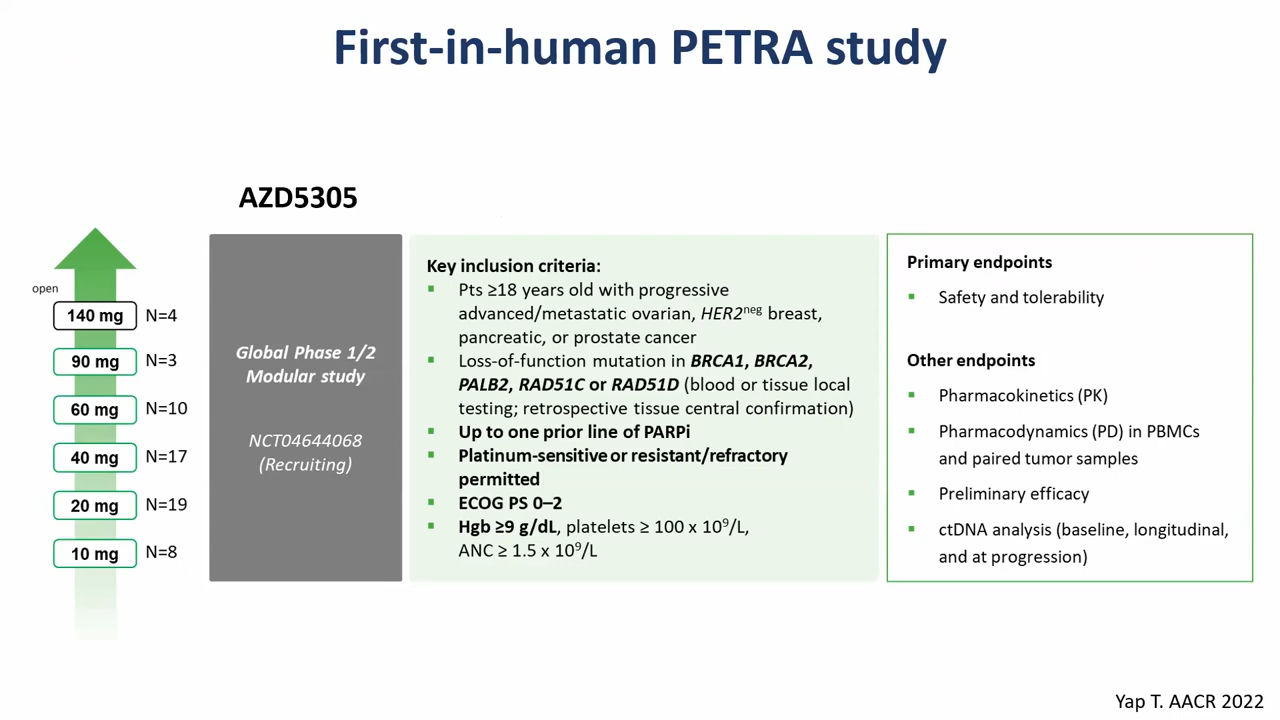 First-in-human PETRA study
AZD5305
open
140 mg N=4
90 mg N=3
60 mg N=10
40 mg N=17
20 mg N=19
10 mg N=8
Global Phase 1/2
Modular study
NCT04644068
(Recruiting)
Key inclusion criteria:
▪ Pts ≥18 years old with progressive
advanced/metastatic ovarian, HER2ⁿᵉᵍ breast,
pancreatic, or prostate cancer
▪ Loss-of-function mutation in BRCA1, BRCA2,
PALB2, RAD51C or RAD51D (blood or tissue local
testing; retrospective tissue central confirmation)
▪ Up to one prior line of PARPi
▪ Platinum-sensitive or resistant/refractory
permitted
▪ ECOG PS 0–2
▪ Hgb ≥9 g/dL, platelets ≥ 100 x 10⁹/L,
ANC ≥ 1.5 x 10⁹/L
Primary endpoints
▪ Safety and tolerability
Other endpoints
▪ Pharmacokinetics (PK)
▪ Pharmacodynamics (PD) in PBMCs
and paired tumor samples
▪ Preliminary efficacy
▪ ctDNA analysis (baseline, longitudinal,
and at progression)
Yap T. AACR 2022